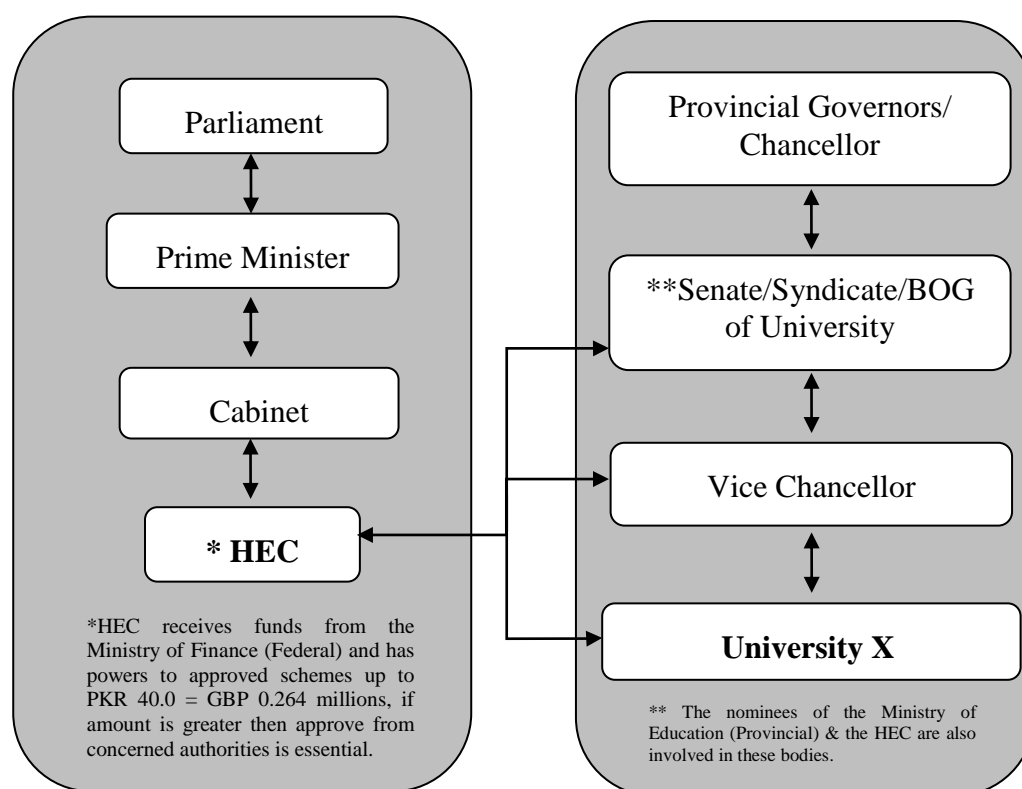 Parliament
Prime Minister
Cabinet
* HEC
*HEC receives funds from the
Ministry of Finance (Federal) and has
powers to approved schemes up to
PKR 40.0 = GBP 0.264 millions, if
amount is greater then approve from
concerned authorities is essential.
Provincial Governors/
Chancellor
**Senate/Syndicate/BOG
of University
Vice Chancellor
University X
** The nominees of the Ministry of
Education (Provincial) & the HEC are also
involved in these bodies.